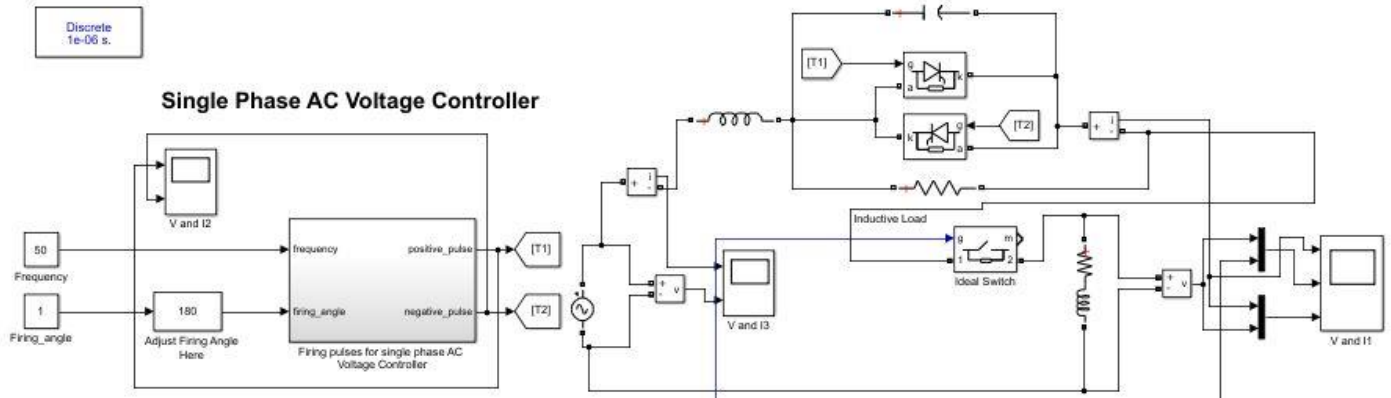 Discrete
1e-06 s.
Single Phase AC Voltage Controller
V and I2
50
Frequency
1
Firing_angle
180
Adjust Firing Angle
Here
frequency
firing_angle
positive_pulse
negative_pulse
Firing pulses for single phase AC
Voltage Controller
[T1]
[T2]
+
i
-
+
-
v
V and I3
[T1]
g
a
k
[T2]
k
g
a
+
i
-
Inductive Load
g
m
1
2
Ideal Switch
+
-
v
V and I1